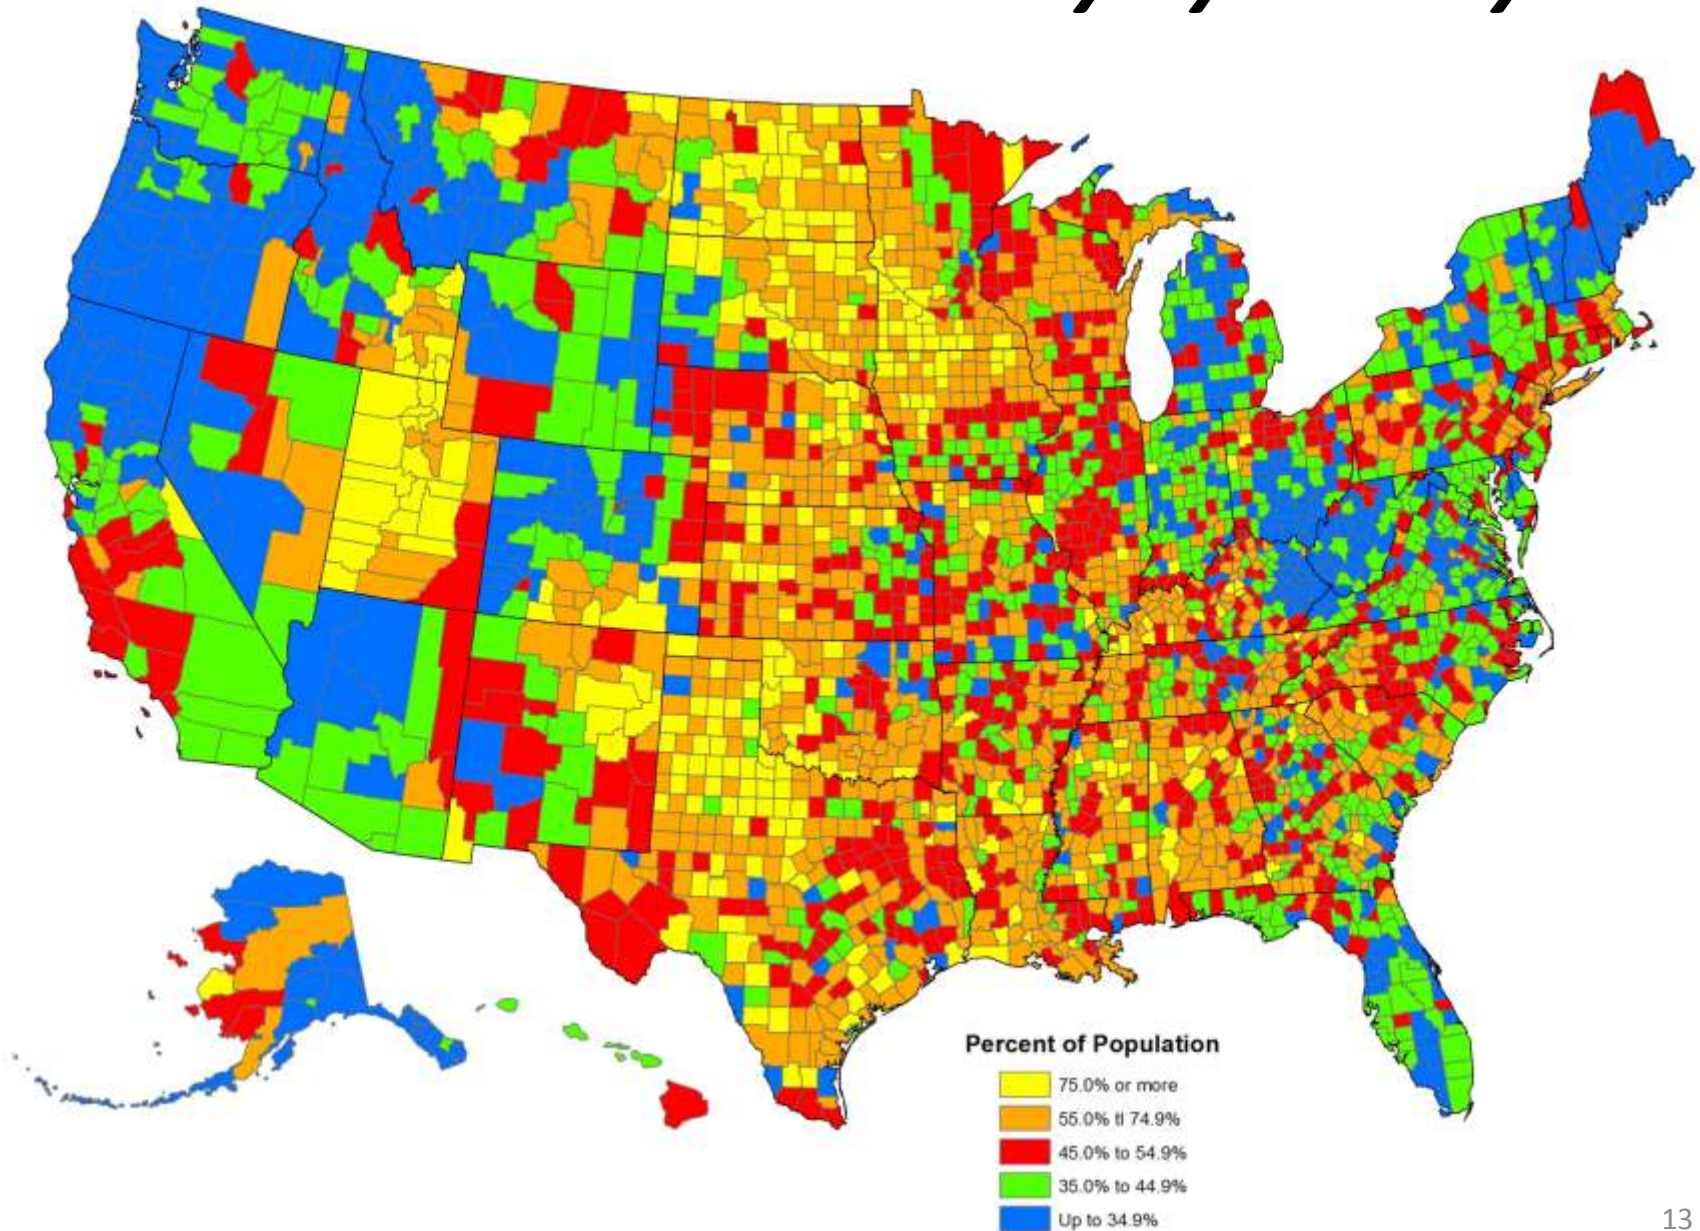 Percent of Population
75.0% or more
55.0% tl 74.9%
45.0% to 54.9%
35.0% to 44.9%
Up to 34.9%
13